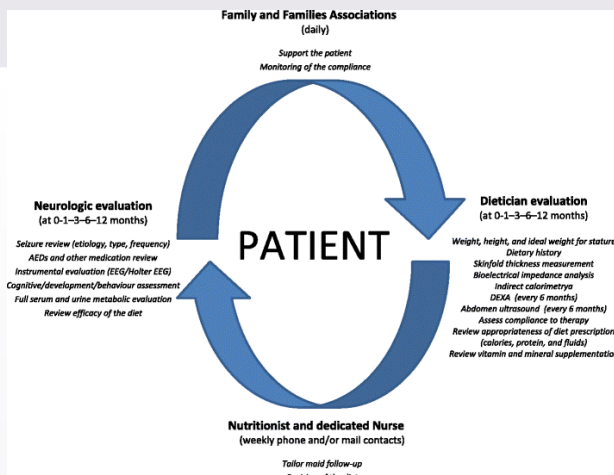 Family and Families Associations
(daily)
Support the patient
Monitoring of the compliance
Neurologic evaluation
(at 0-1–3–6–12 months)
Seizure review (etiology, type, frequency)
AEDs and other medication review
Instrumental evaluation (EEG/Holter EEG)
Cognitive/development/behaviour assessment
Full serum and urine metabolic evaluation
Review efficacy of the diet
PATIENT
Dietician evaluation
(at 0-1–3–6–12 months)
Weight, height, and ideal weight for stature
Dietary history
Skinfold thickness measurement
Bioelectrical impedance analysis
Indirect calorimetrya
DEXA (every 6 months)
Abdomen ultrasound (every 6 months)
Assess compliance to therapy
Review appropriateness of diet prescription
(calories, protein, and fluids)
Review vitamin and mineral supplementation
Nutritionist and dedicated Nurse
(weekly phone and/or mail contacts)
Tailor maid follow-up